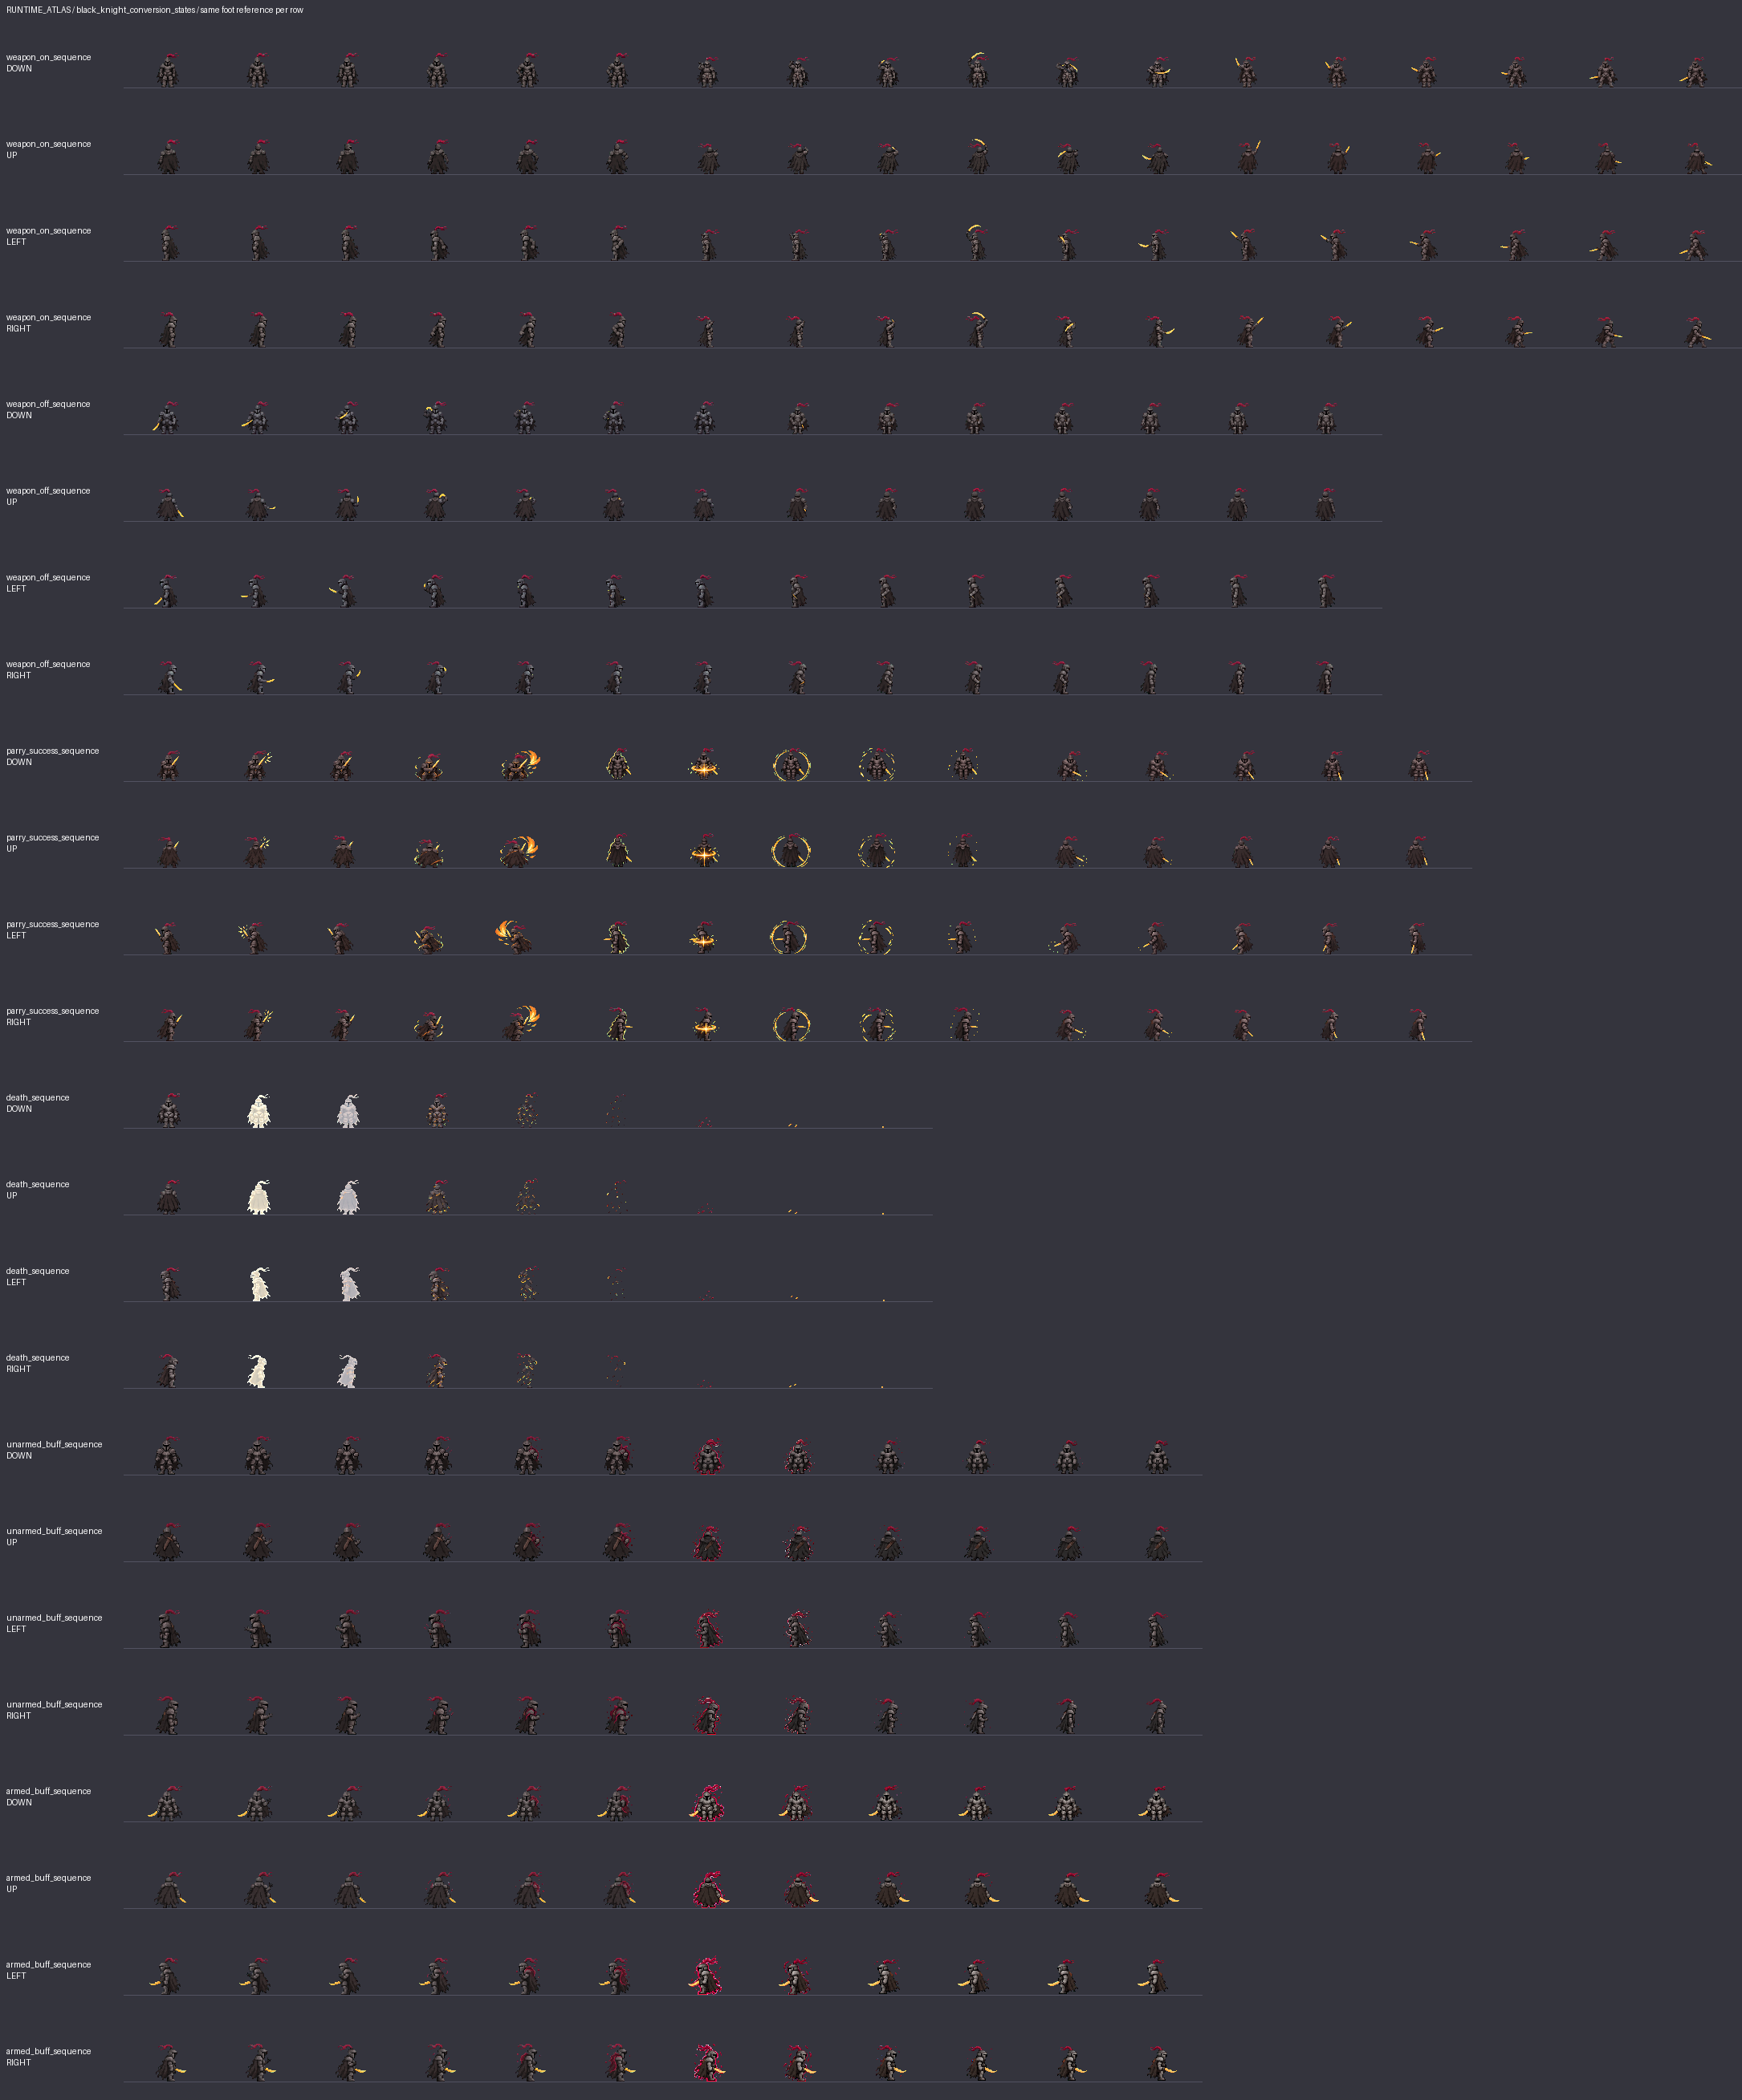 RUNTIME_ATLAS / black_knight_conversion_states / same foot reference per row
weapon_on_sequence
DOWN
weapon_on_sequence
UP
weapon_on_sequence
LEFT
weapon_on_sequence
RIGHT
weapon_off_sequence
DOWN
weapon_off_sequence
UP
weapon_off_sequence
LEFT
weapon_off_sequence
RIGHT
parry_success_sequence
DOWN
parry_success_sequence
UP
parry_success_sequence
LEFT
parry_success_sequence
RIGHT
death_sequence
DOWN
death_sequence
UP
death_sequence
LEFT
death_sequence
RIGHT
unarmed_buff_sequence
DOWN
unarmed_buff_sequence
UP
unarmed_buff_sequence
LEFT
unarmed_buff_sequence
RIGHT
armed_buff_sequence
DOWN
armed_buff_sequence
UP
armed_buff_sequence
LEFT
armed_buff_sequence
RIGHT